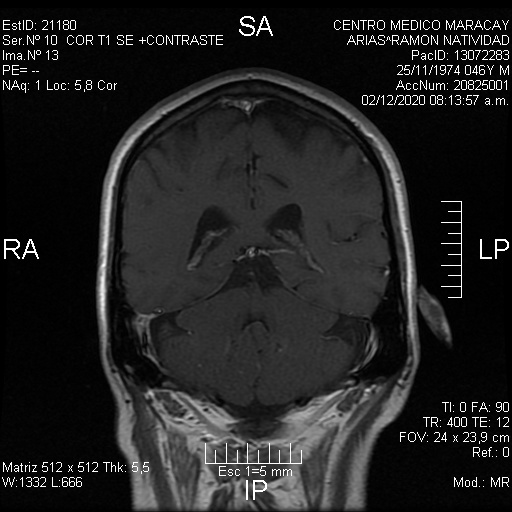 EstID: 21180
Ser.Nº 10 COR T1 SE +CONTRASTE
Ima.Nº 13
PE= --
NAq: 1 Loc: 5,8 Cor
SA
CENTRO MEDICO MARACAY
ARIAS^RAMON NATIVIDAD
PacID: 13072283
25/11/1974 046Y M
AccNum: 20825001
02/12/2020 08:13:57 a.m.
RA
LP
TI: 0 FA: 90
TR: 400 TE: 12
FOV: 24 x 23,9 cm
Ref.: 0
Mod.: MR
Matriz 512 x 512 Thk: 5,5
W:1332 L:666
Esc 1=5 mm
IP